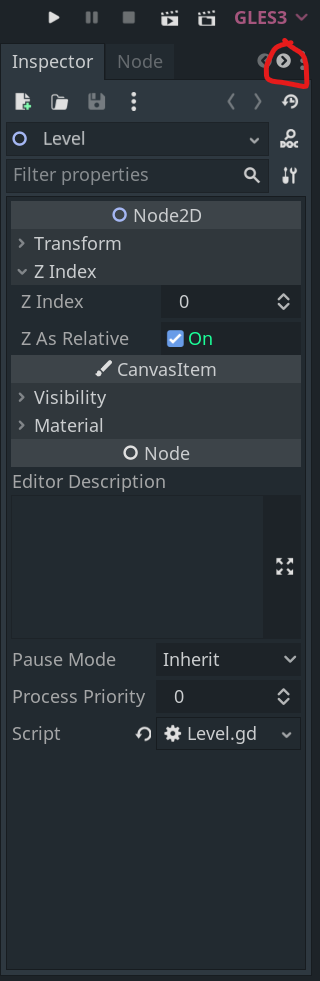 GLES3
Inspector Node
Level
DOC
Filter properties
Node2D
Transform
Z Index
Z Index 0
Z As Relative On
CanvasItem
Visibility
Material
Node
Editor Description
Pause Mode Inherit
Process Priority 0
Script Level.gd